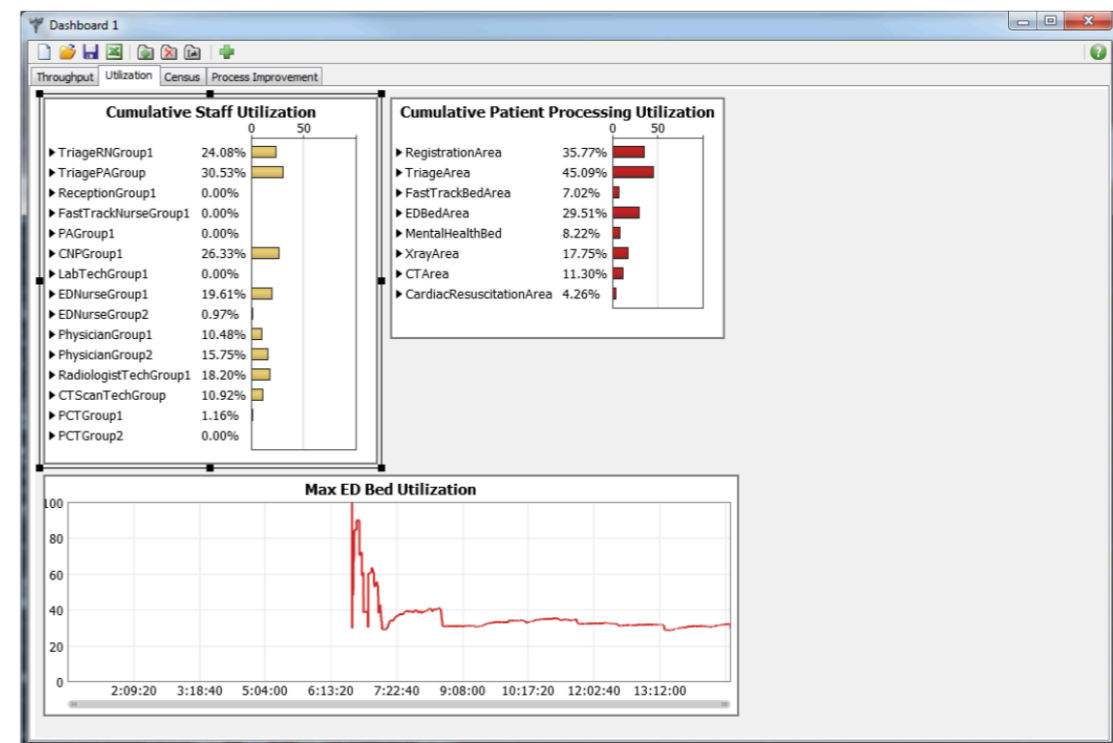 Dashboard 1
Throughput Utilization Census Process Improvement
Cumulative Staff Utilization
0 50
TriageRNGroup1 24.08%
TriagePAGroup 30.53%
ReceptionGroup1 0.00%
FastTrackNurseGroup1 0.00%
PAGroup1 0.00%
CNPGroup1 26.33%
LabTechGroup1 0.00%
EDNurseGroup1 19.61%
EDNurseGroup2 0.97%
PhysicianGroup1 10.48%
PhysicianGroup2 15.75%
RadiologistTechGroup1 18.20%
CTScanTechGroup 10.92%
PCTGroup1 1.16%
PCTGroup2 0.00%
Cumulative Patient Processing Utilization
0 50
RegistrationArea 35.77%
TriageArea 45.09%
FastTrackBedArea 7.02%
EDBedArea 29.51%
MentalHealthBed 8.22%
XrayArea 17.75%
CTArea 11.30%
CardiacResuscitationArea 4.26%
Max ED Bed Utilization
100
80
60
40
20
0
2:09:20 3:18:40 5:04:00 6:13:20 7:22:40 9:08:00 10:17:20 12:02:40 13:12:00